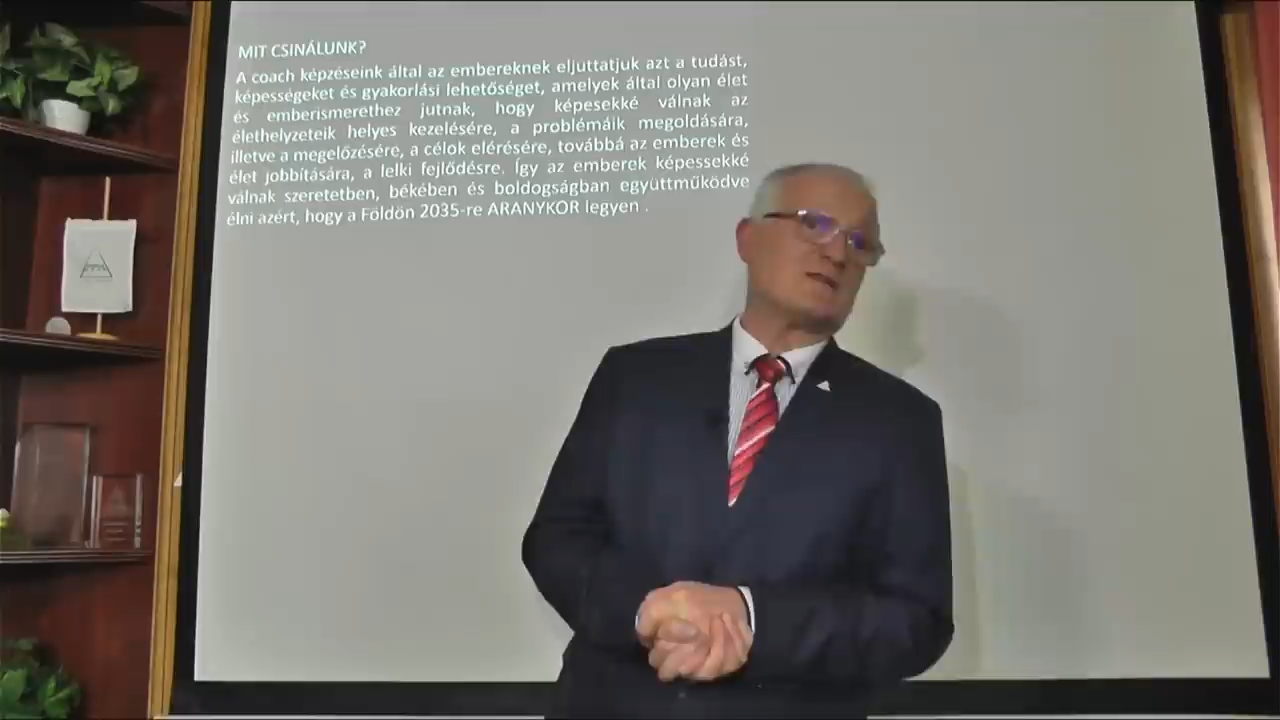 MIT CSINÁLUNK?
A coach képzéseink által az embereknek eljuttatjuk azt a tudást,
képességeket és gyakorlási lehetőséget, amelyek által olyan élet
és emberismerethez jutnak, hogy képesekké válnak az
élethelyzeteik helyes kezelésére, a problémáik megoldására,
illetve a megelőzésére, a célok elérésére, továbbá az emberek és
élet jobbítására, a lelki fejlődésre. Így az emberek képessekké
válnak szeretetben, békében és boldogságban együttműködve
élni azért, hogy a Földön 2035-re ARANYKOR legyen .